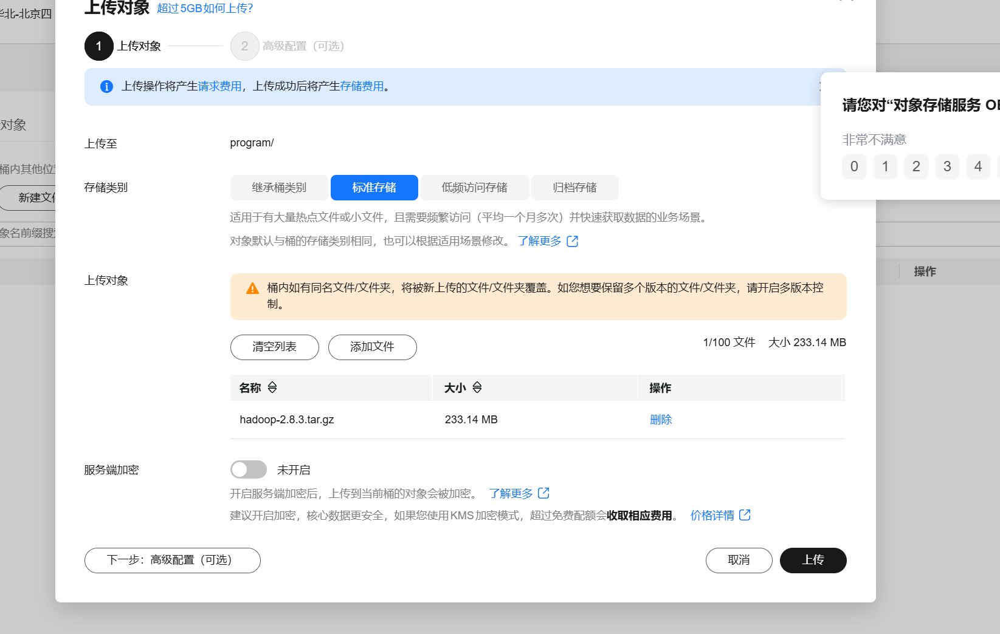 上传对象 超过5GB如何上传?
华北-北京四
1 上传对象 2 高级配置（可选）
上传操作将产生请求费用，上传成功后将产生存储费用。
请您对“对象存储服务
对象
非常不满意
0 1 2 3 4
上传至 program/
桶内其他位
存储类别 继承桶类别 标准存储 低频访问存储 归档存储
新建文
适用于有大量热点文件或小文件，且需要频繁访问（平均一个月多次）并快速获取数据的业务场景。
象名前缀搜
对象默认与桶的存储类别相同，也可以根据适用场景修改。 了解更多
操作
上传对象
桶内如有同名文件/文件夹，将被新上传的文件/文件夹覆盖。如您想要保留多个版本的文件/文件夹，请开启多版本控
制。
清空列表 添加文件 1/100 文件 大小 233.14 MB
名称 大小 操作
hadoop-2.8.3.tar.gz 233.14 MB 删除
服务端加密 未开启
开启服务端加密后，上传到当前桶的对象会被加密。 了解更多
建议开启加密，核心数据更安全，如果您使用KMS加密模式，超过免费配额会收取相应费用。 价格详情
下一步：高级配置（可选） 取消 上传